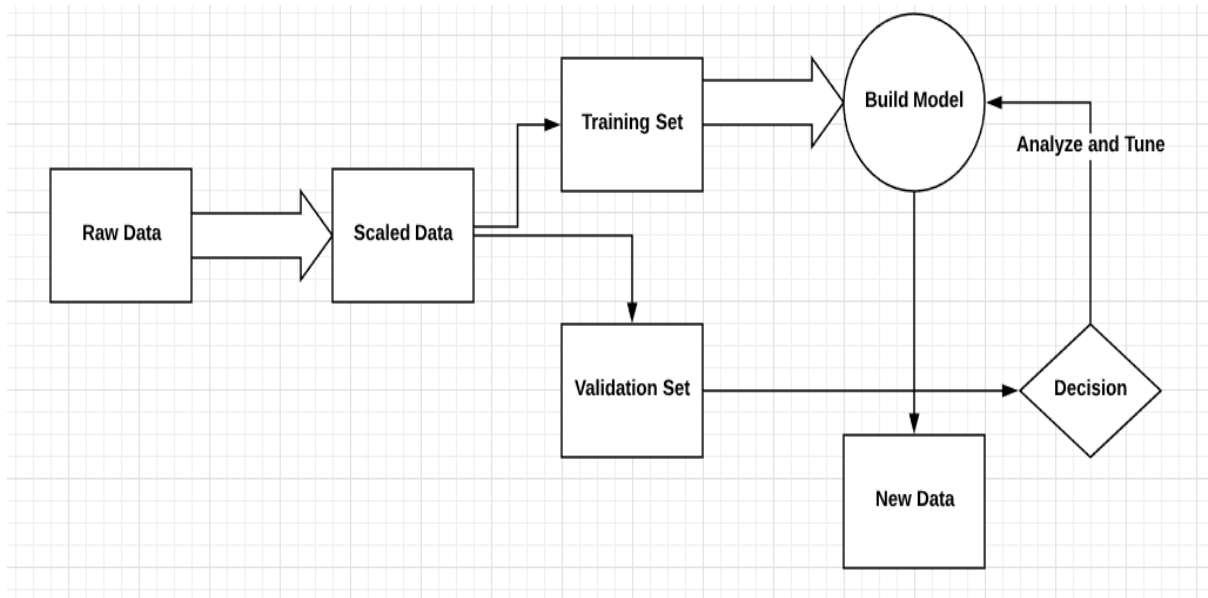 Raw Data
Scaled Data
Training Set
Build Model
Analyze and Tune
Validation Set
Decision
New Data